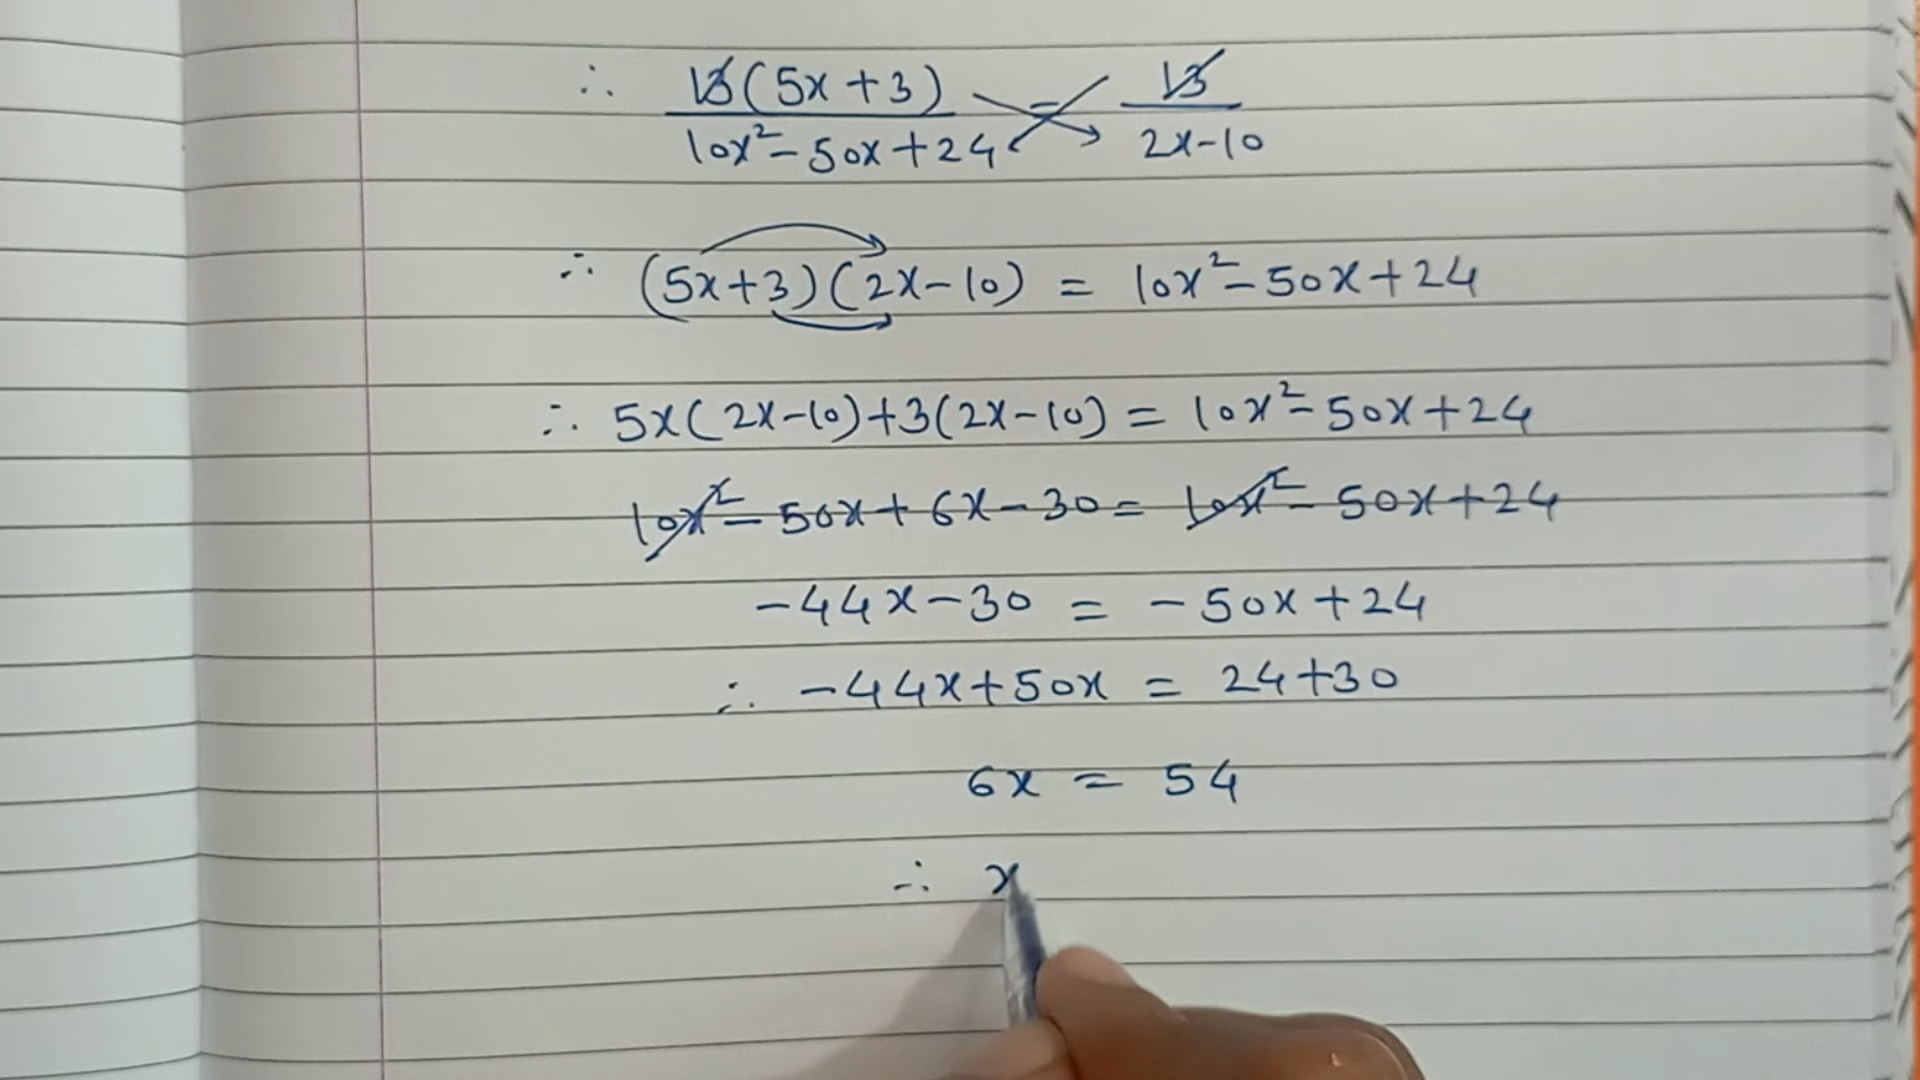 ∴ 13(5x+3)/10x²-50x+24 = 13/2x-10
∴ (5x+3)(2x-10) = 10x²-50x+24
∴ 5x(2x-10)+3(2x-10) = 10x²-50x+24
10x²-50x+6x-30 = 10x²-50x+24
-44x-30 = -50x+24
∴ -44x+50x = 24+30
6x = 54
∴ x